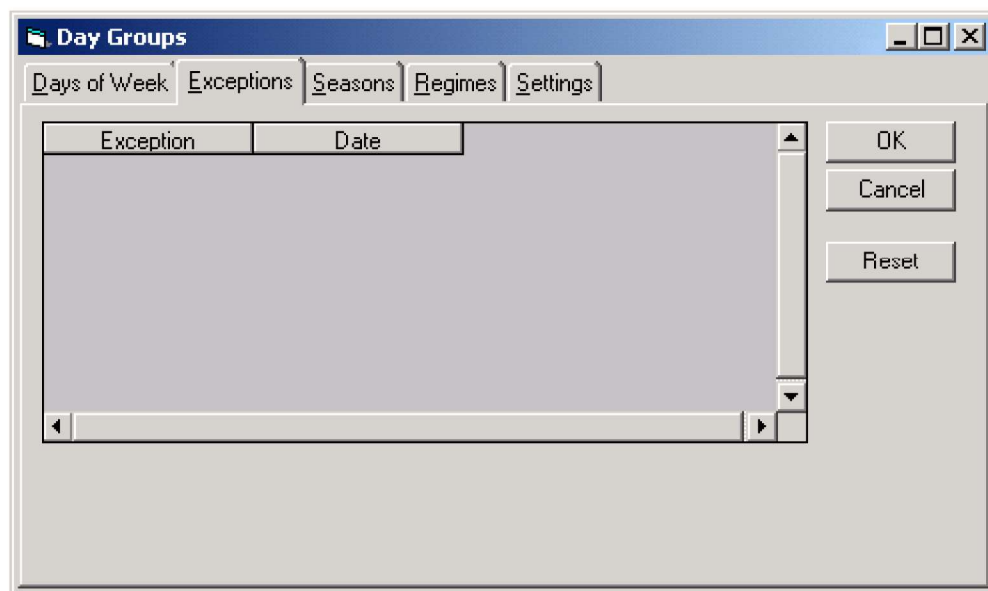 Day Groups
Days of Week Exceptions Seasons Regimes Settings
Exception Date
OK
Cancel
Reset